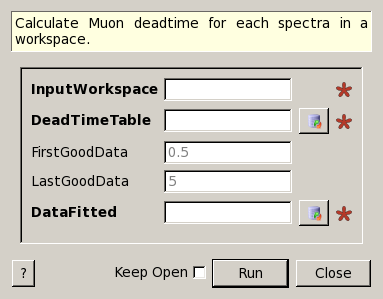 Calculate Muon deadtime for each spectra in a
workspace.
InputWorkspace *
DeadTimeTable *
FirstGoodData 0.5
LastGoodData 5
DataFitted *
? Keep Open Run Close